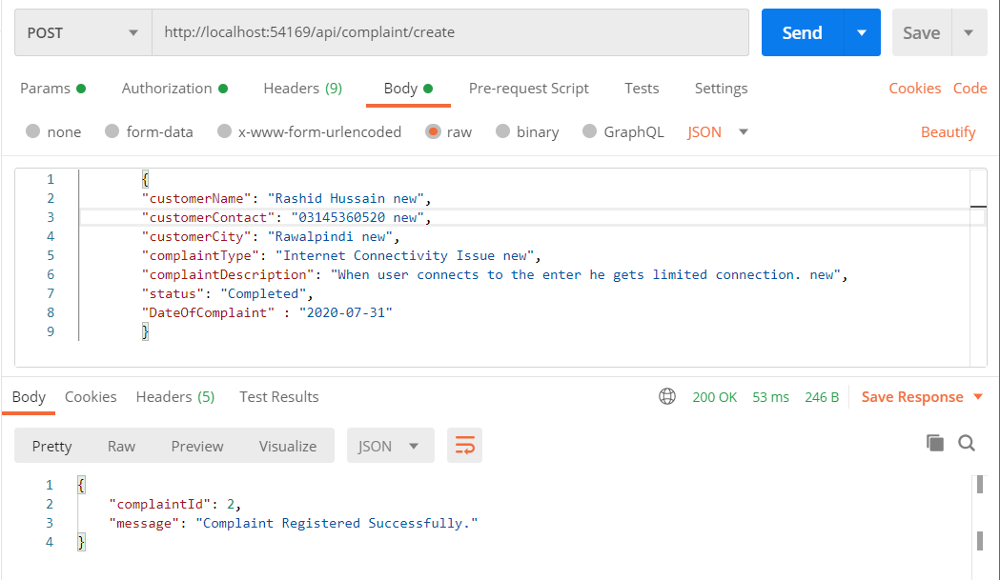 POST http://localhost:54169/api/complaint/create Send Save
Params Authorization Headers (9) Body Pre-request Script Tests Settings Cookies Code
none form-data x-www-form-urlencoded raw binary GraphQL JSON Beautify
1 {
2 "customerName": "Rashid Hussain new",
3 "customerContact": "03145360520 new",
4 "customerCity": "Rawalpindi new",
5 "complaintType": "Internet Connectivity Issue new",
6 "complaintDescription": "When user connects to the enter he gets limited connection. new",
7 "status": "Completed",
8 "DateOfComplaint" : "2020-07-31"
9 }
Body Cookies Headers (5) Test Results 200 OK 53 ms 246 B Save Response
Pretty Raw Preview Visualize JSON
1 {
2 "complaintId": 2,
3 "message": "Complaint Registered Successfully."
4 }